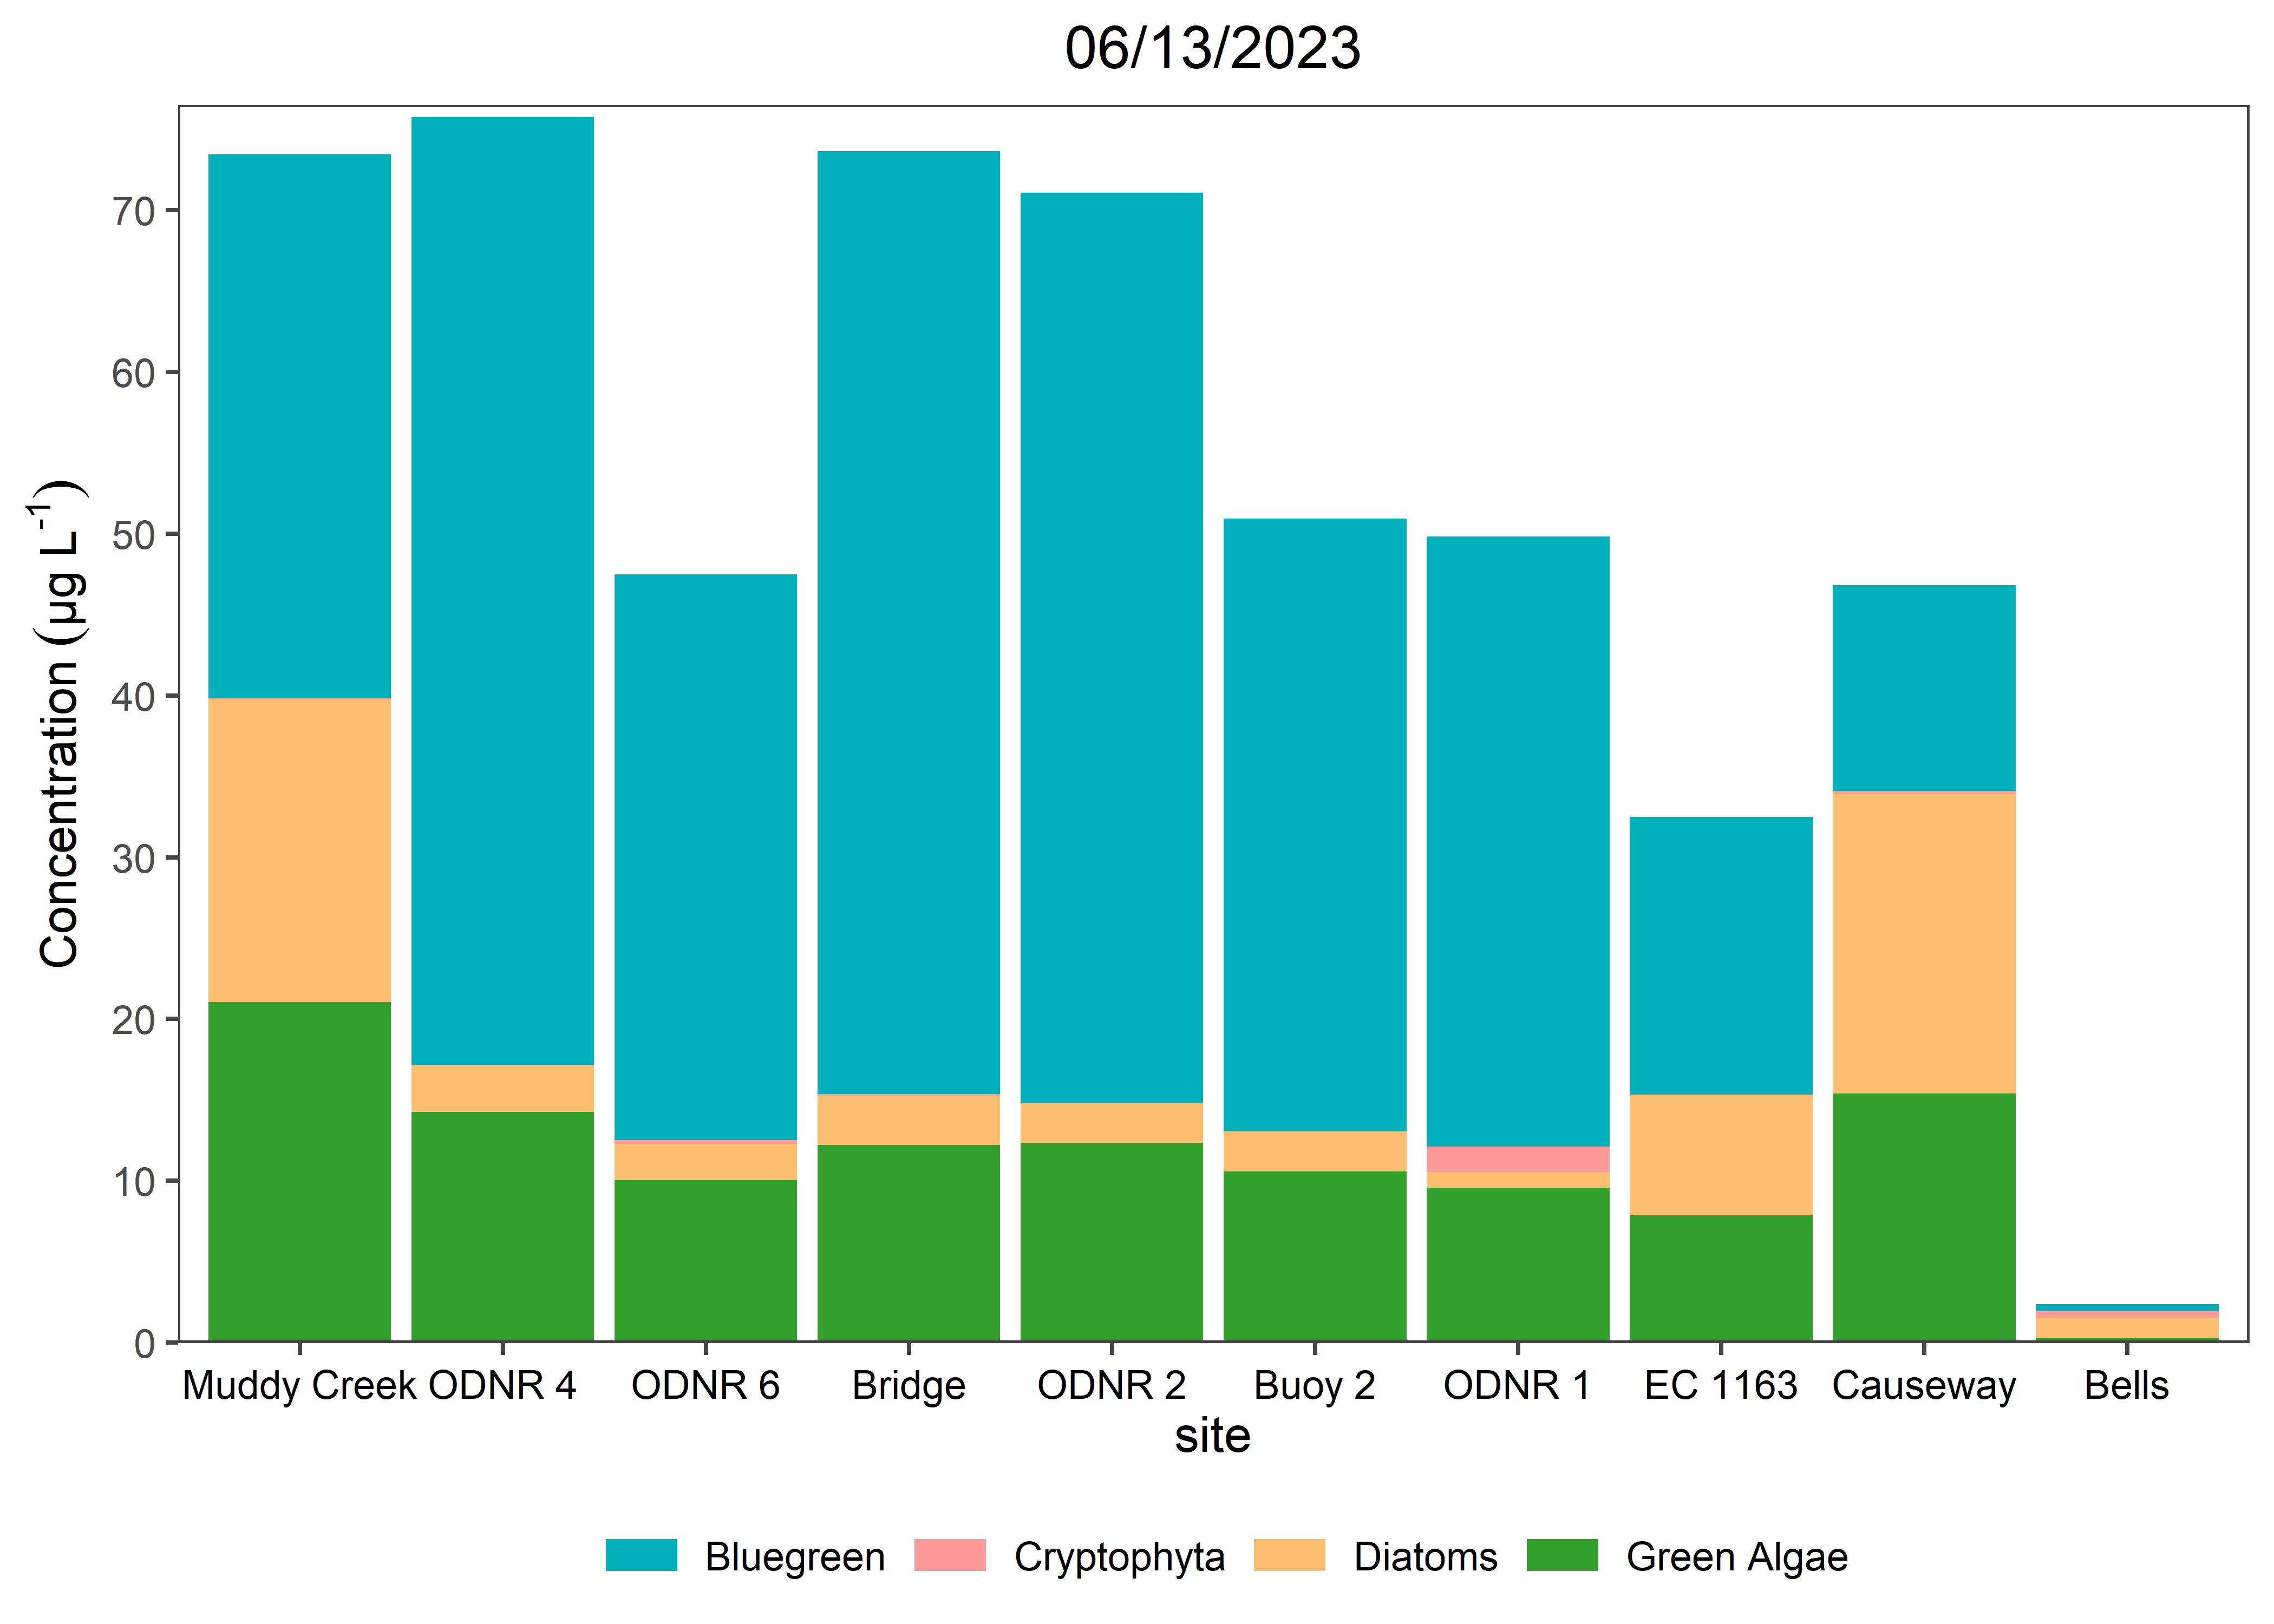 06/13/2023
Concentration (µg L⁻¹)
70
60
50
40
30
20
10
0
Muddy Creek ODNR 4 ODNR 6 Bridge ODNR 2 Buoy 2 ODNR 1 EC 1163 Causeway Bells
site
Bluegreen Cryptophyta Diatoms Green Algae